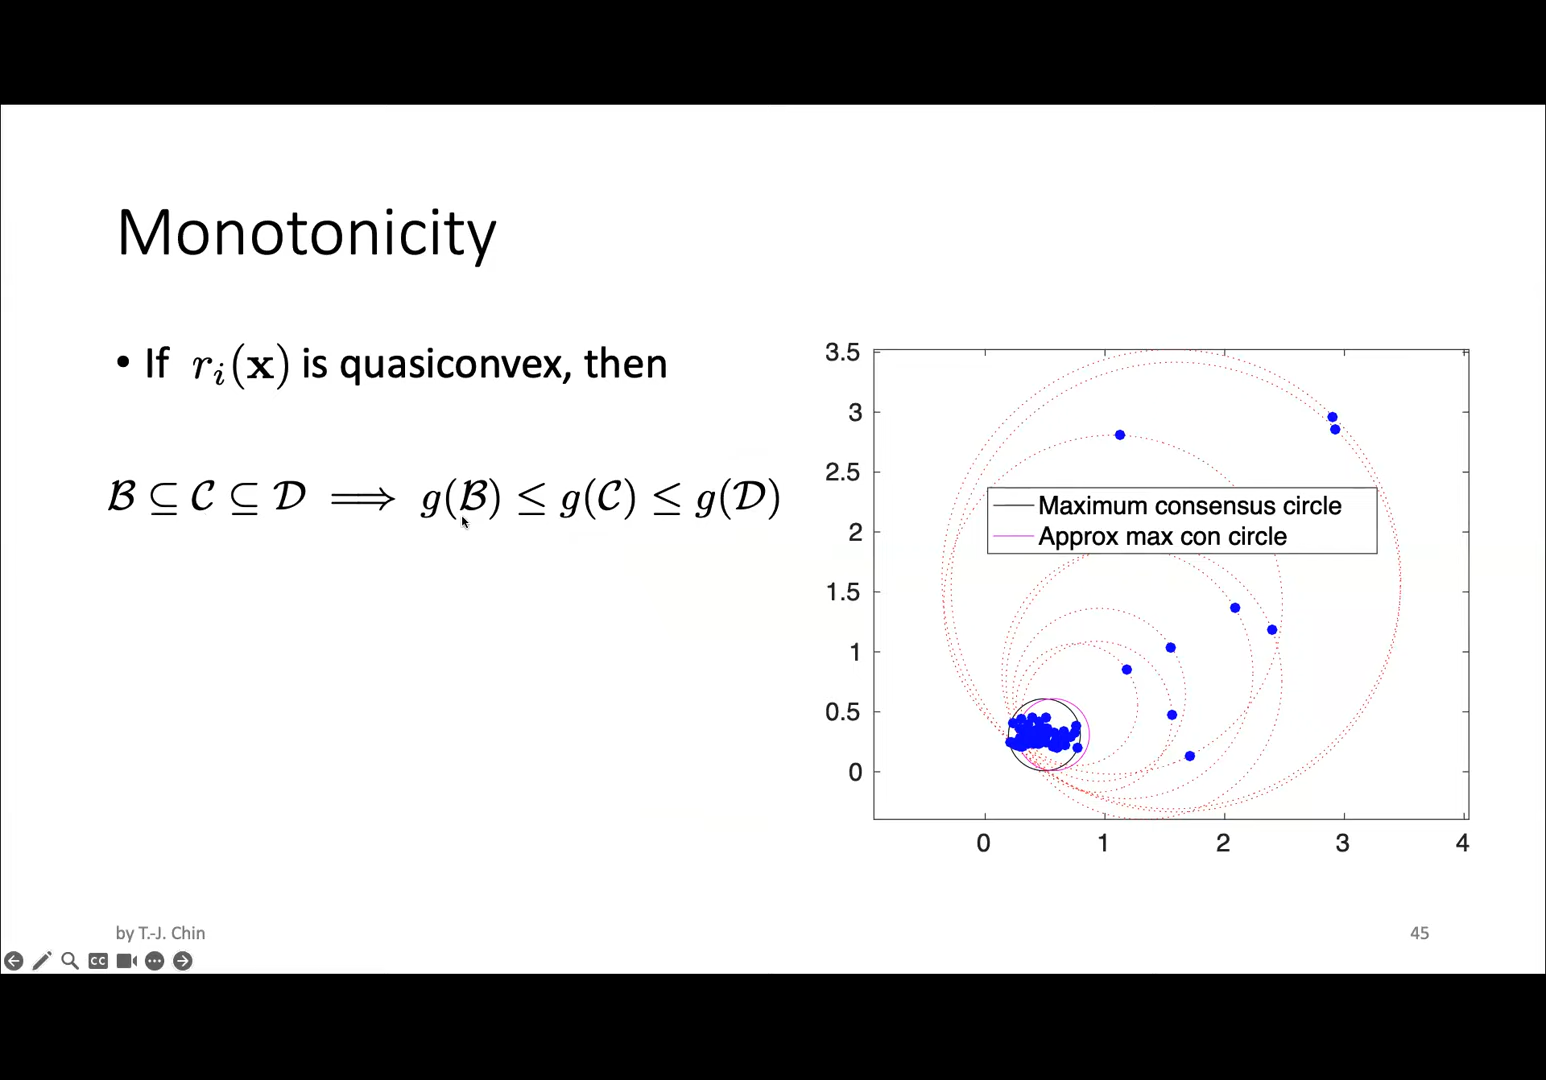 Monotonicity
• If r_i(𝐱) is quasiconvex, then
ℬ ⊆ 𝒞 ⊆ 𝒟 ⟹ g(ℬ) ≤ g(𝒞) ≤ g(𝒟)
3.5
3
2.5
2
1.5
1
0.5
0
Maximum consensus circle
Approx max con circle
0 1 2 3 4
by T.-J. Chin
45
CC